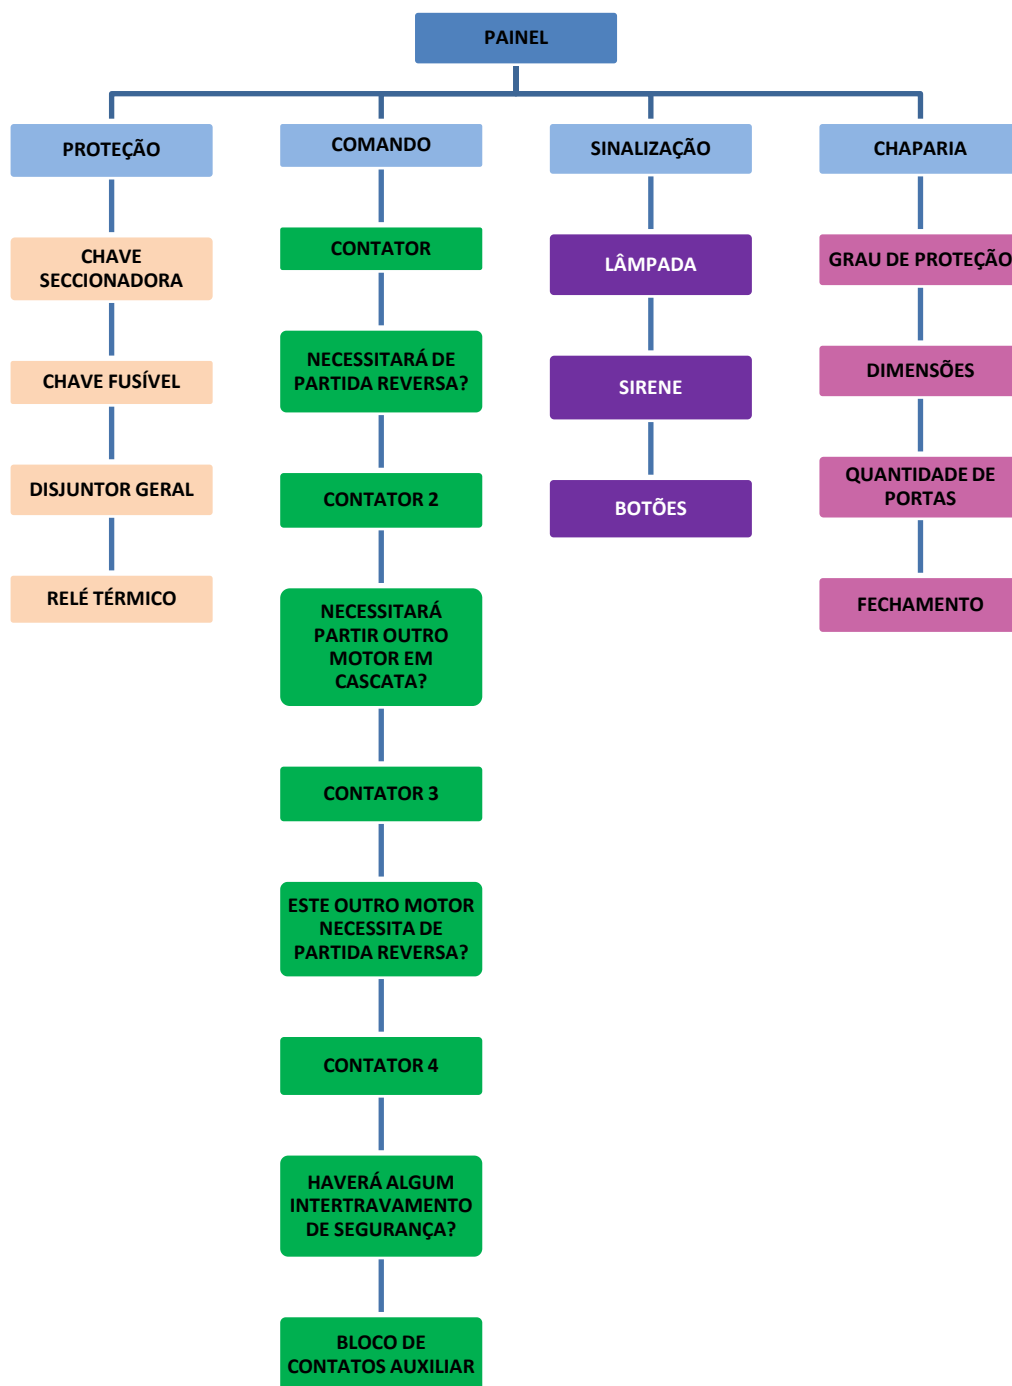 PAINEL
PROTEÇÃO
CHAVE
SECCIONADORA
CHAVE FUSÍVEL
DISJUNTOR GERAL
RELÉ TÉRMICO
COMANDO
CONTATOR
NECESSITARÁ DE
PARTIDA REVERSA?
CONTATOR 2
NECESSITARÁ
PARTIR OUTRO
MOTOR EM
CASCATA?
CONTATOR 3
ESTE OUTRO MOTOR
NECESSITA DE
PARTIDA REVERSA?
CONTATOR 4
HAVERÁ ALGUM
INTERTRAVAMENTO
DE SEGURANÇA?
BLOCO DE
CONTATOS AUXILIAR
SINALIZAÇÃO
LÂMPADA
SIRENE
BOTÕES
CHAPARIA
GRAU DE PROTEÇÃO
DIMENSÕES
QUANTIDADE DE
PORTAS
FECHAMENTO